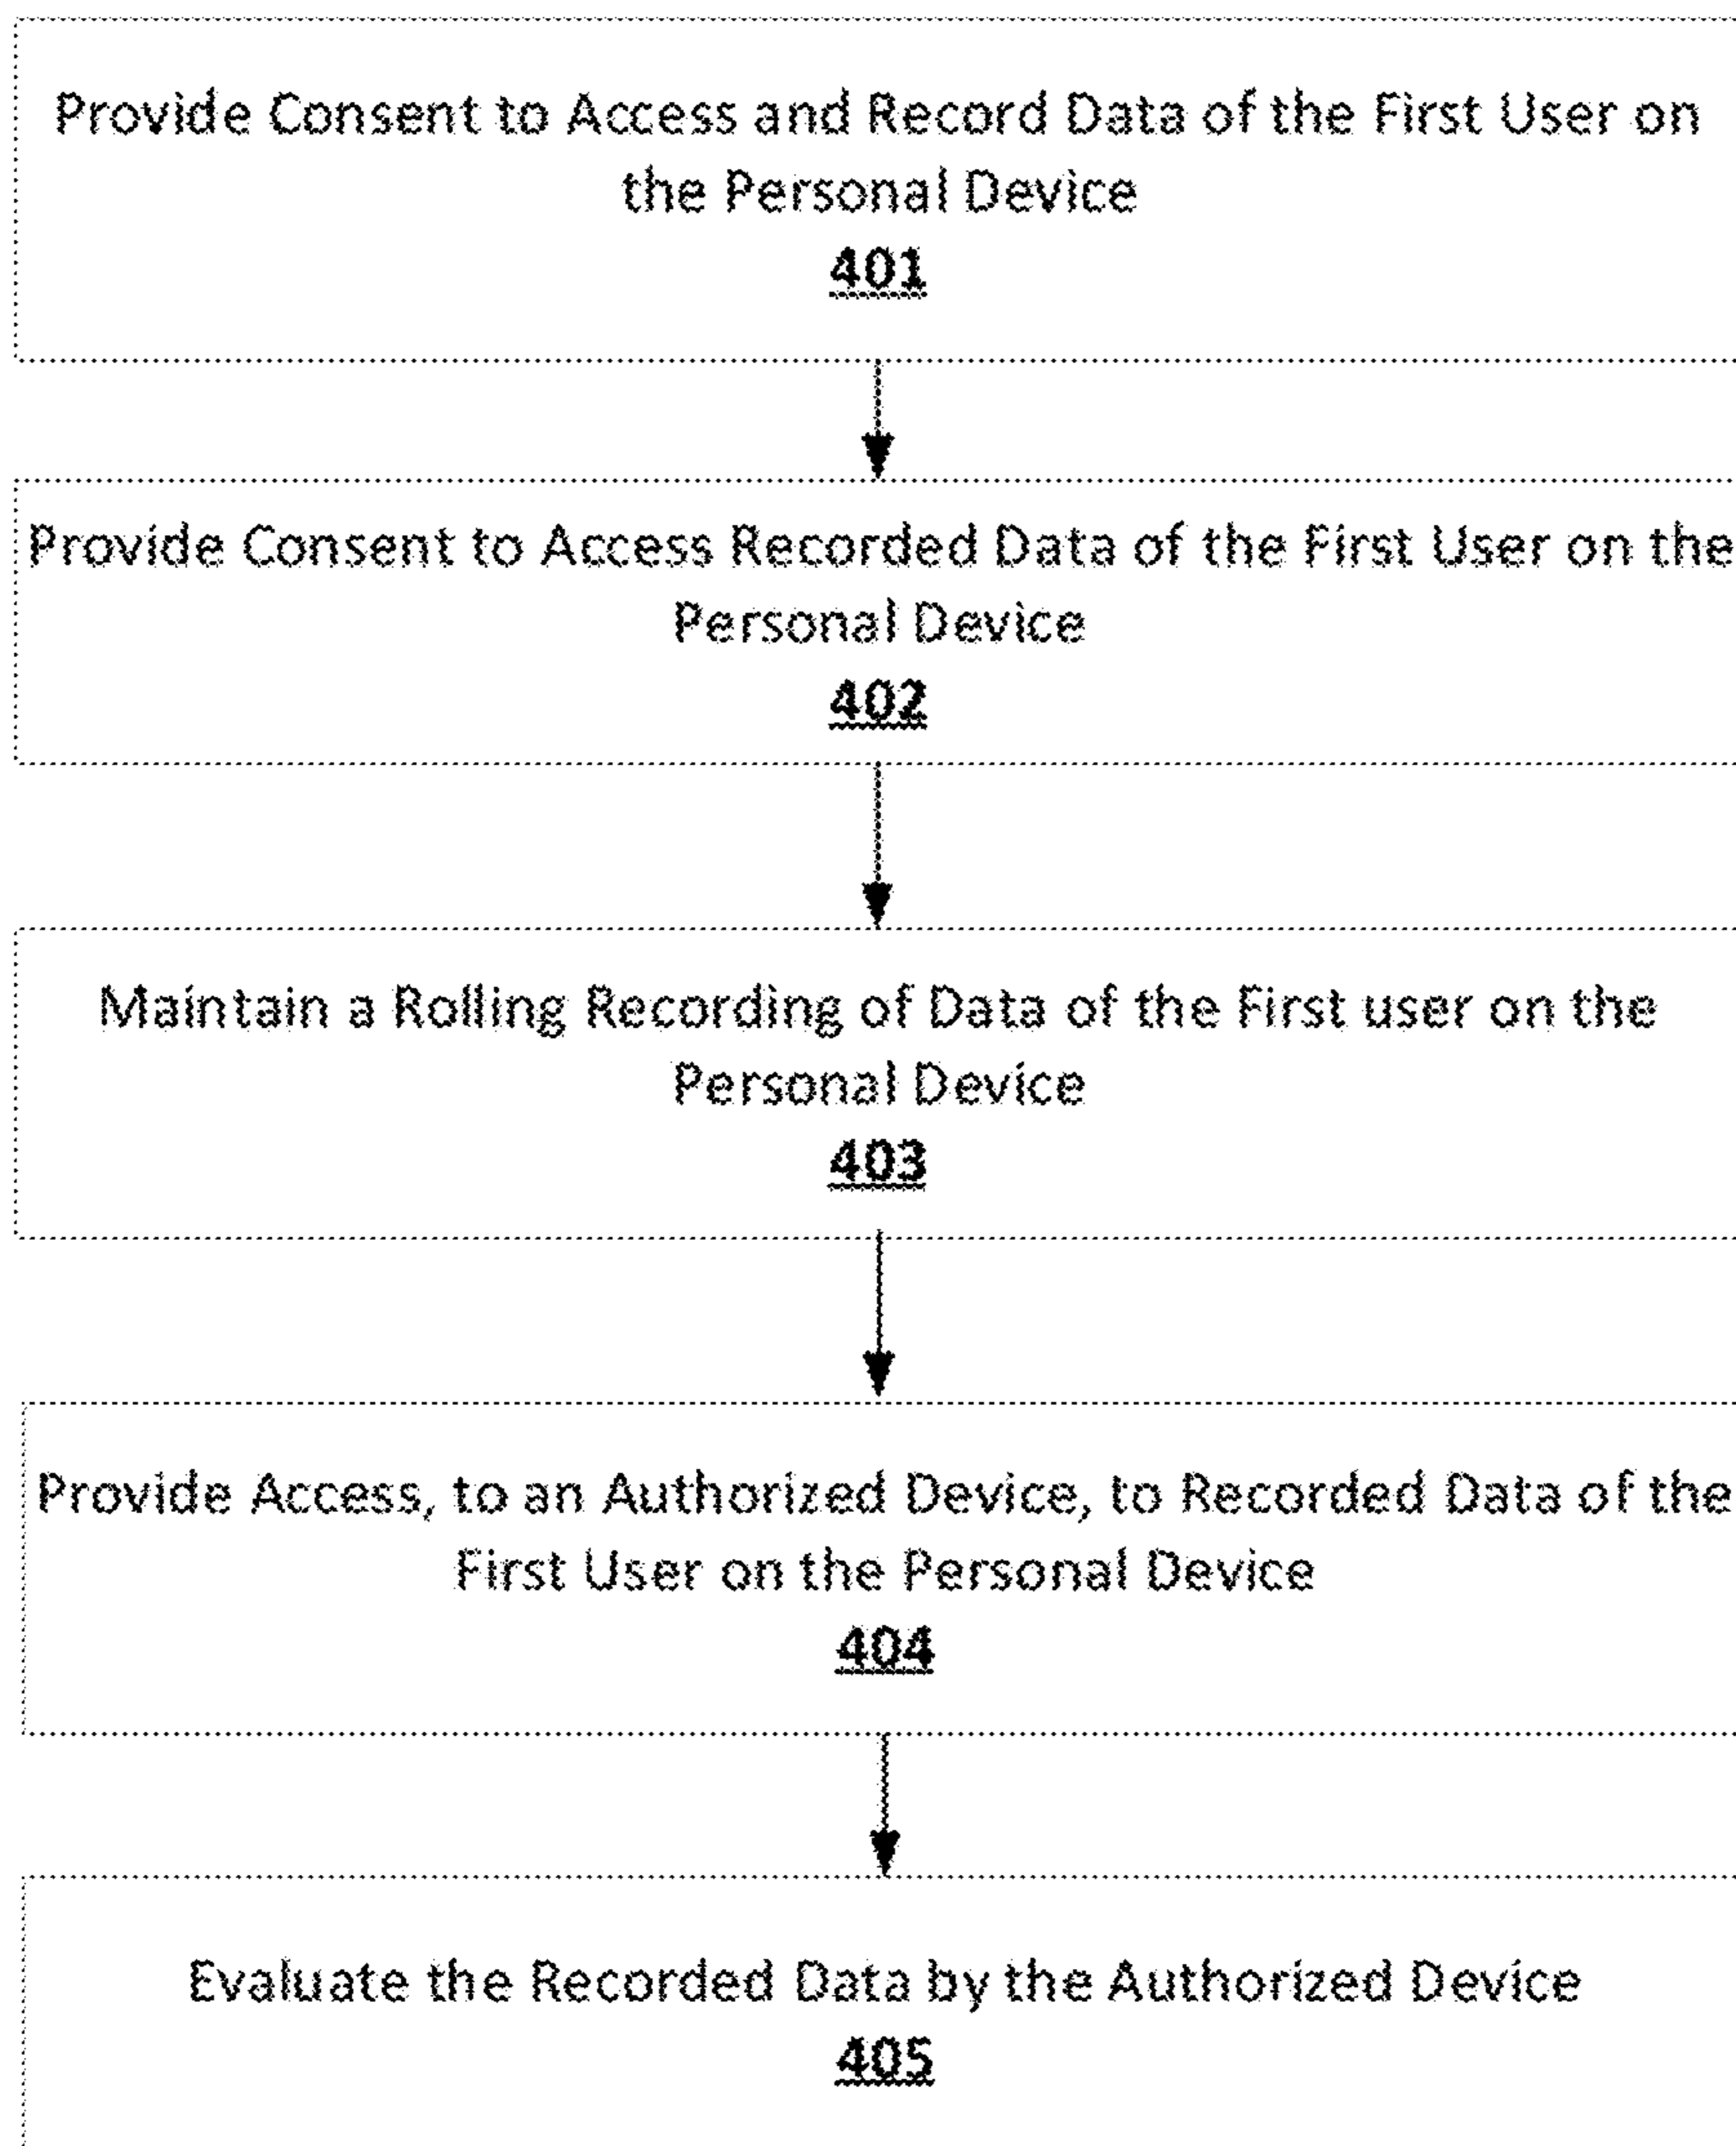 Provide Consent to Access and Record Data of the First User on
the Personal Device
401
Provide Consent to Access Recorded Data of the First User on the
Personal Device
402
Maintain a Rolling Recording of Data of the First user on the
Personal Device
403
Provide Access, to an Authorized Device, to Recorded Data of the
First User on the Personal Device
404
Evaluate the Recorded Data by the Authorized Device
405